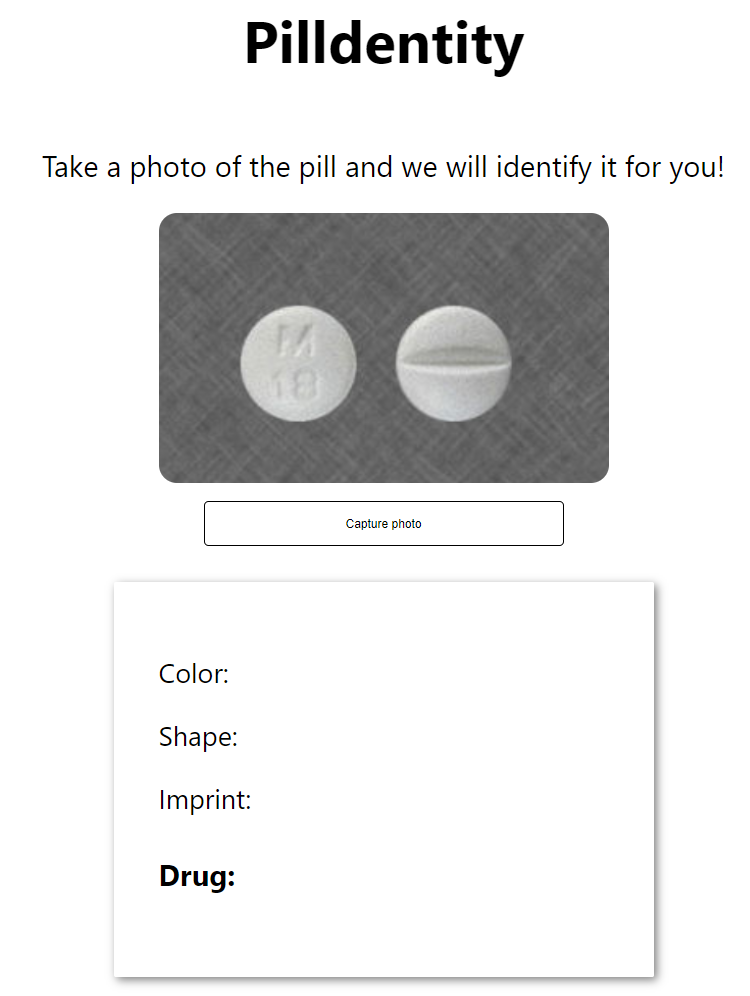 Pilldentity
Take a photo of the pill and we will identify it for you!
M
18
Capture photo
Color:
Shape:
Imprint:
Drug: